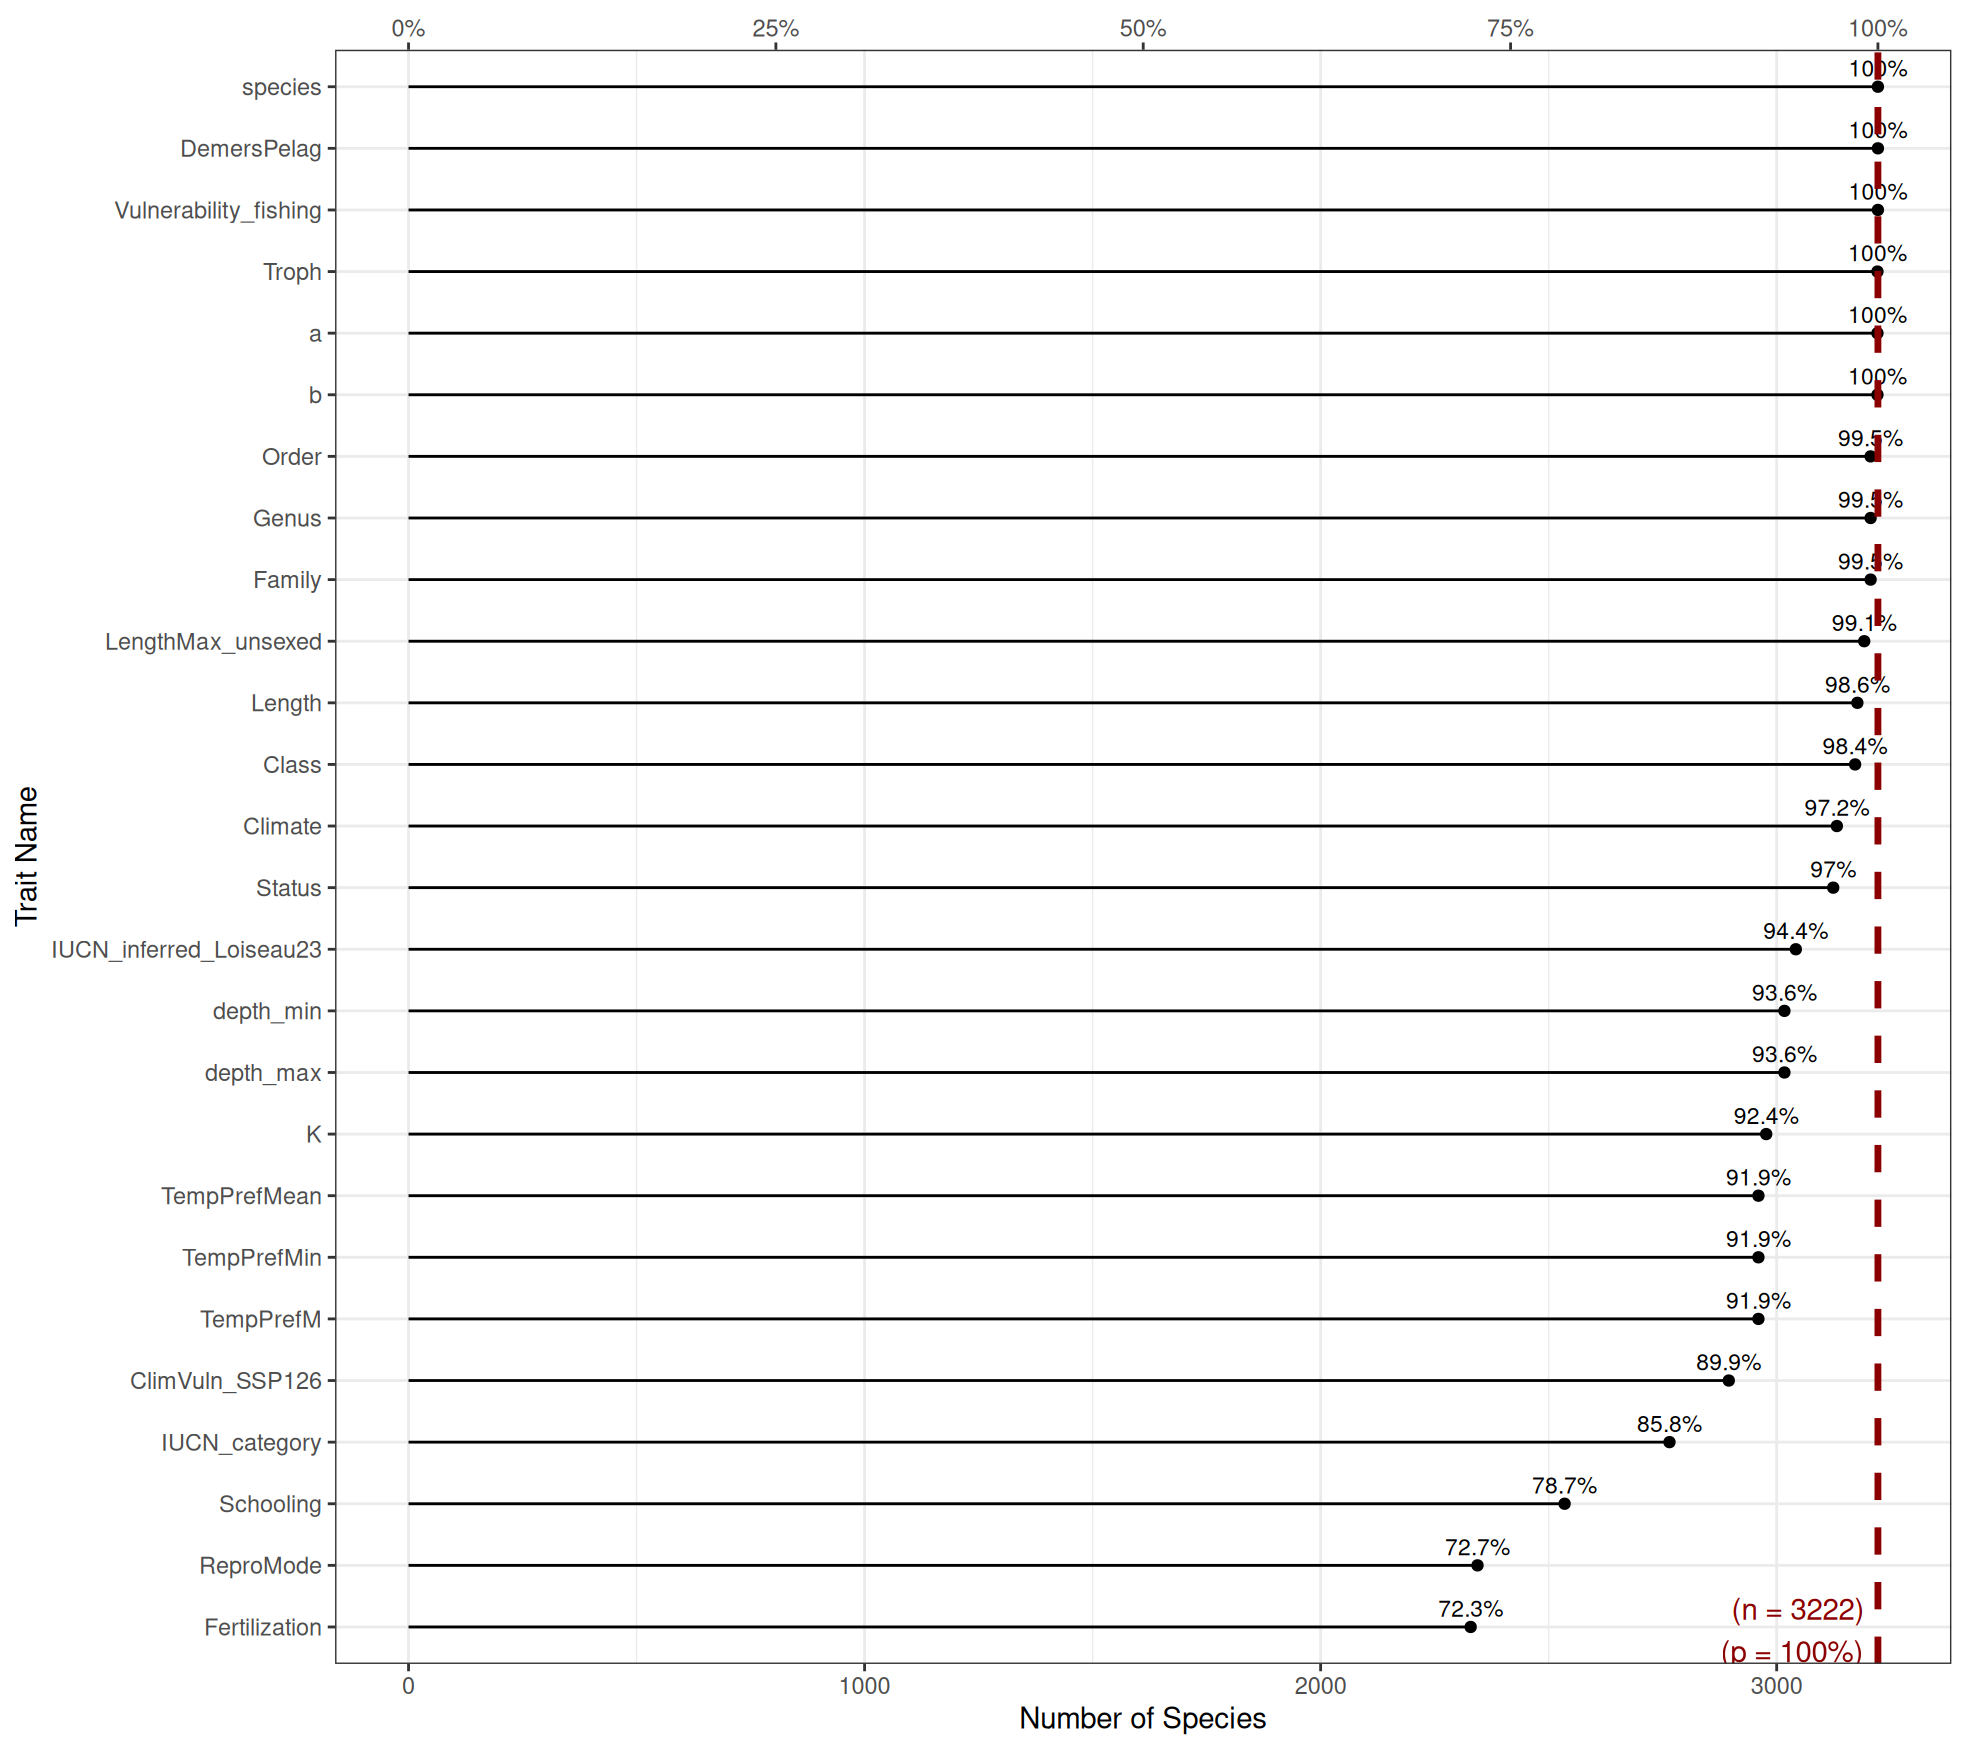 0% 25% 50% 75% 100%
species 100%
DemersPelag 100%
Vulnerability_fishing 100%
Troph 100%
a 100%
b 100%
Order 99.5%
Genus 99.5%
Family 99.5%
LengthMax_unsexed 99.1%
Length 98.6%
Class 98.4%
Climate 97.2%
Status 97%
IUCN_inferred_Loiseau23 94.4%
depth_min 93.6%
depth_max 93.6%
K 92.4%
TempPrefMean 91.9%
TempPrefMin 91.9%
TempPrefM 91.9%
ClimVuln_SSP126 89.9%
IUCN_category 85.8%
Schooling 78.7%
ReproMode 72.7%
Fertilization 72.3%
(n = 3222)
(p = 100%)
0 1000 2000 3000
Number of Species
Trait Name